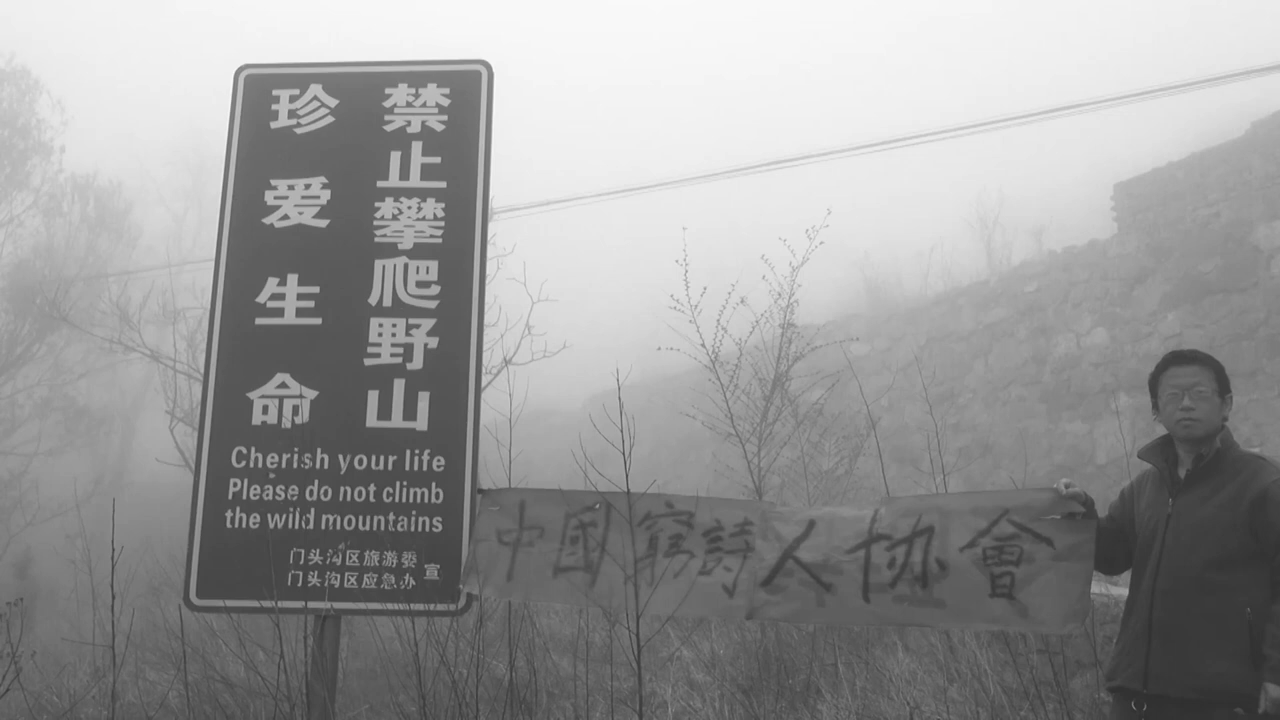 禁止攀爬野山
珍爱生命
Cherish your life
Please do not climb
the wild mountains
门头沟区旅游委
门头沟区应急办
宣
中國窮詩人协會